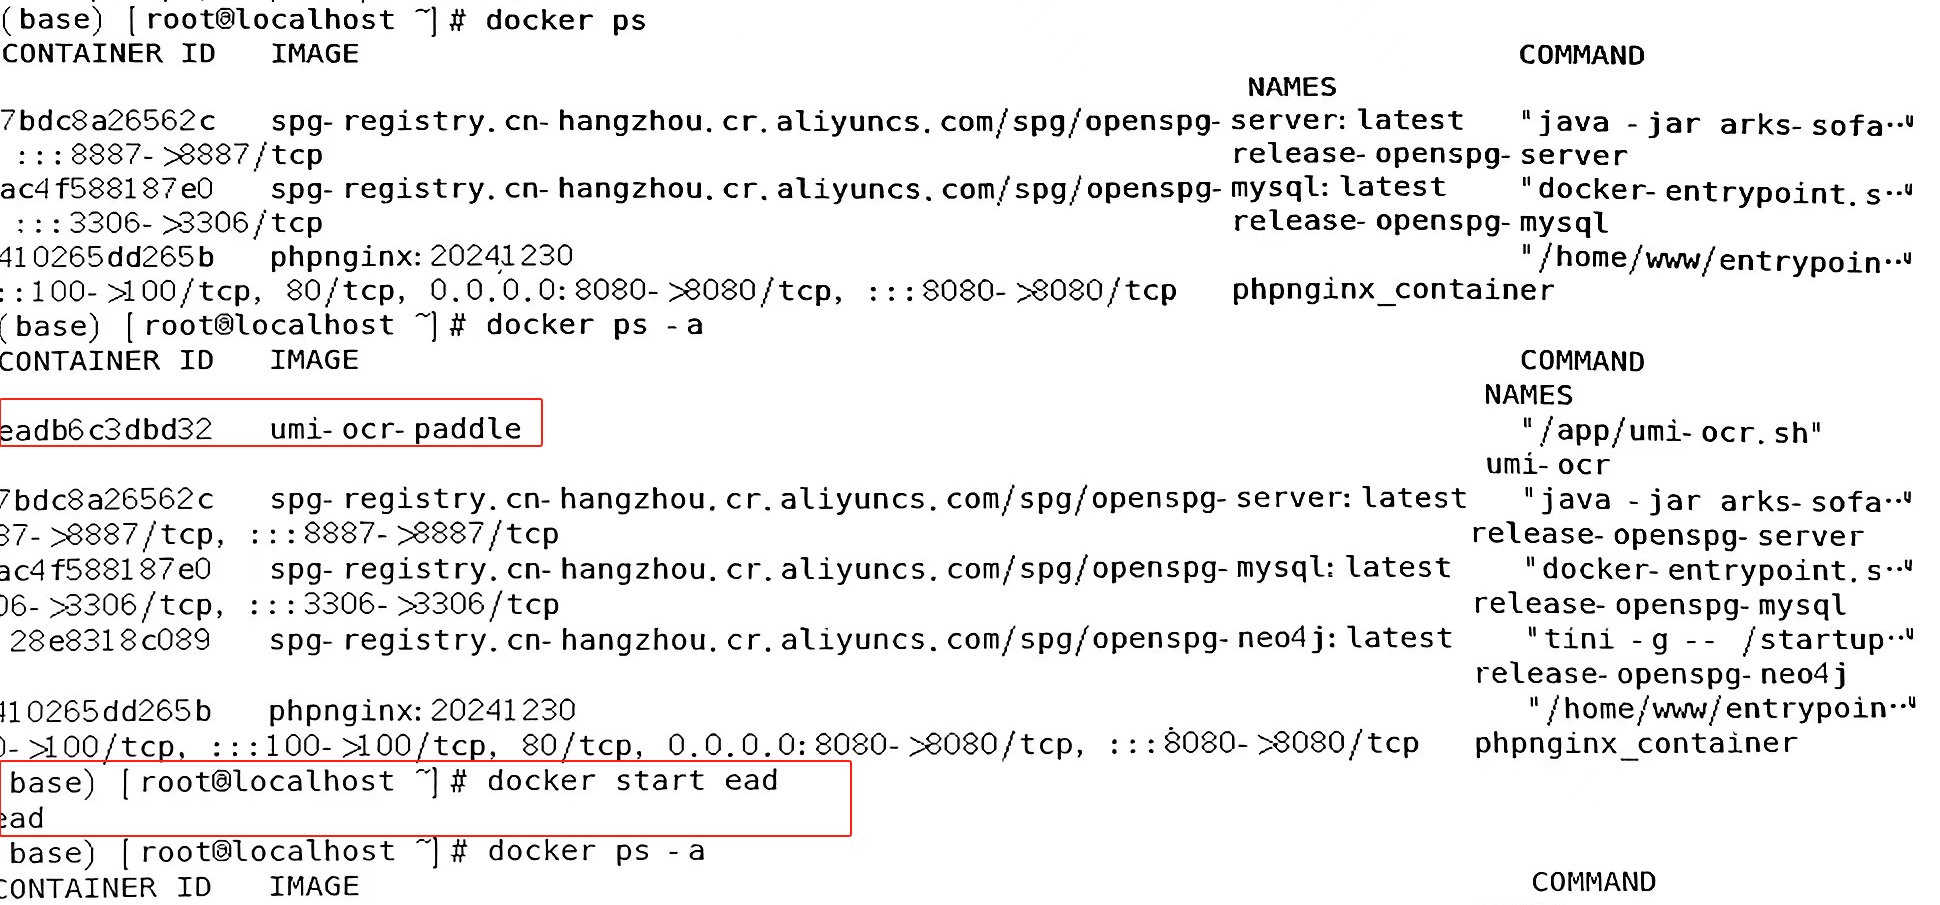 (base) [root@localhost ~]# docker ps
CONTAINER ID   IMAGE   COMMAND
NAMES
7bdc8a26562c   spg-registry.cn-hangzhou.cr.aliyuncs.com/spg/openspg-server:latest   "java -jar arks-sofa…"
:::8887->8887/tcp   release-openspg-server
ac4f588187e0   spg-registry.cn-hangzhou.cr.aliyuncs.com/spg/openspg-mysql:latest   "docker-entrypoint.s…"
:::3306->3306/tcp   release-openspg-mysql
410265dd265b   phpnginx:20241230   "/home/www/entrypoin…"
::100->100/tcp, 80/tcp, 0.0.0.0:8080->8080/tcp, :::8080->8080/tcp   phpnginx_container
(base) [root@localhost ~]# docker ps -a
CONTAINER ID   IMAGE   COMMAND
NAMES
eadb6c3dbd32   umi-ocr-paddle   "/app/umi-ocr.sh"
umi-ocr
7bdc8a26562c   spg-registry.cn-hangzhou.cr.aliyuncs.com/spg/openspg-server:latest   "java -jar arks-sofa…"
87->8887/tcp, :::8887->8887/tcp   release-openspg-server
ac4f588187e0   spg-registry.cn-hangzhou.cr.aliyuncs.com/spg/openspg-mysql:latest   "docker-entrypoint.s…"
06->3306/tcp, :::3306->3306/tcp   release-openspg-mysql
28e8318c089   spg-registry.cn-hangzhou.cr.aliyuncs.com/spg/openspg-neo4j:latest   "tini -g -- /startup…"
release-openspg-neo4j
410265dd265b   phpnginx:20241230   "/home/www/entrypoin…"
0->100/tcp, :::100->100/tcp, 80/tcp, 0.0.0.0:8080->8080/tcp, :::8080->8080/tcp   phpnginx_container
base) [root@localhost ~]# docker start ead
ead
base) [root@localhost ~]# docker ps -a
CONTAINER ID   IMAGE   COMMAND